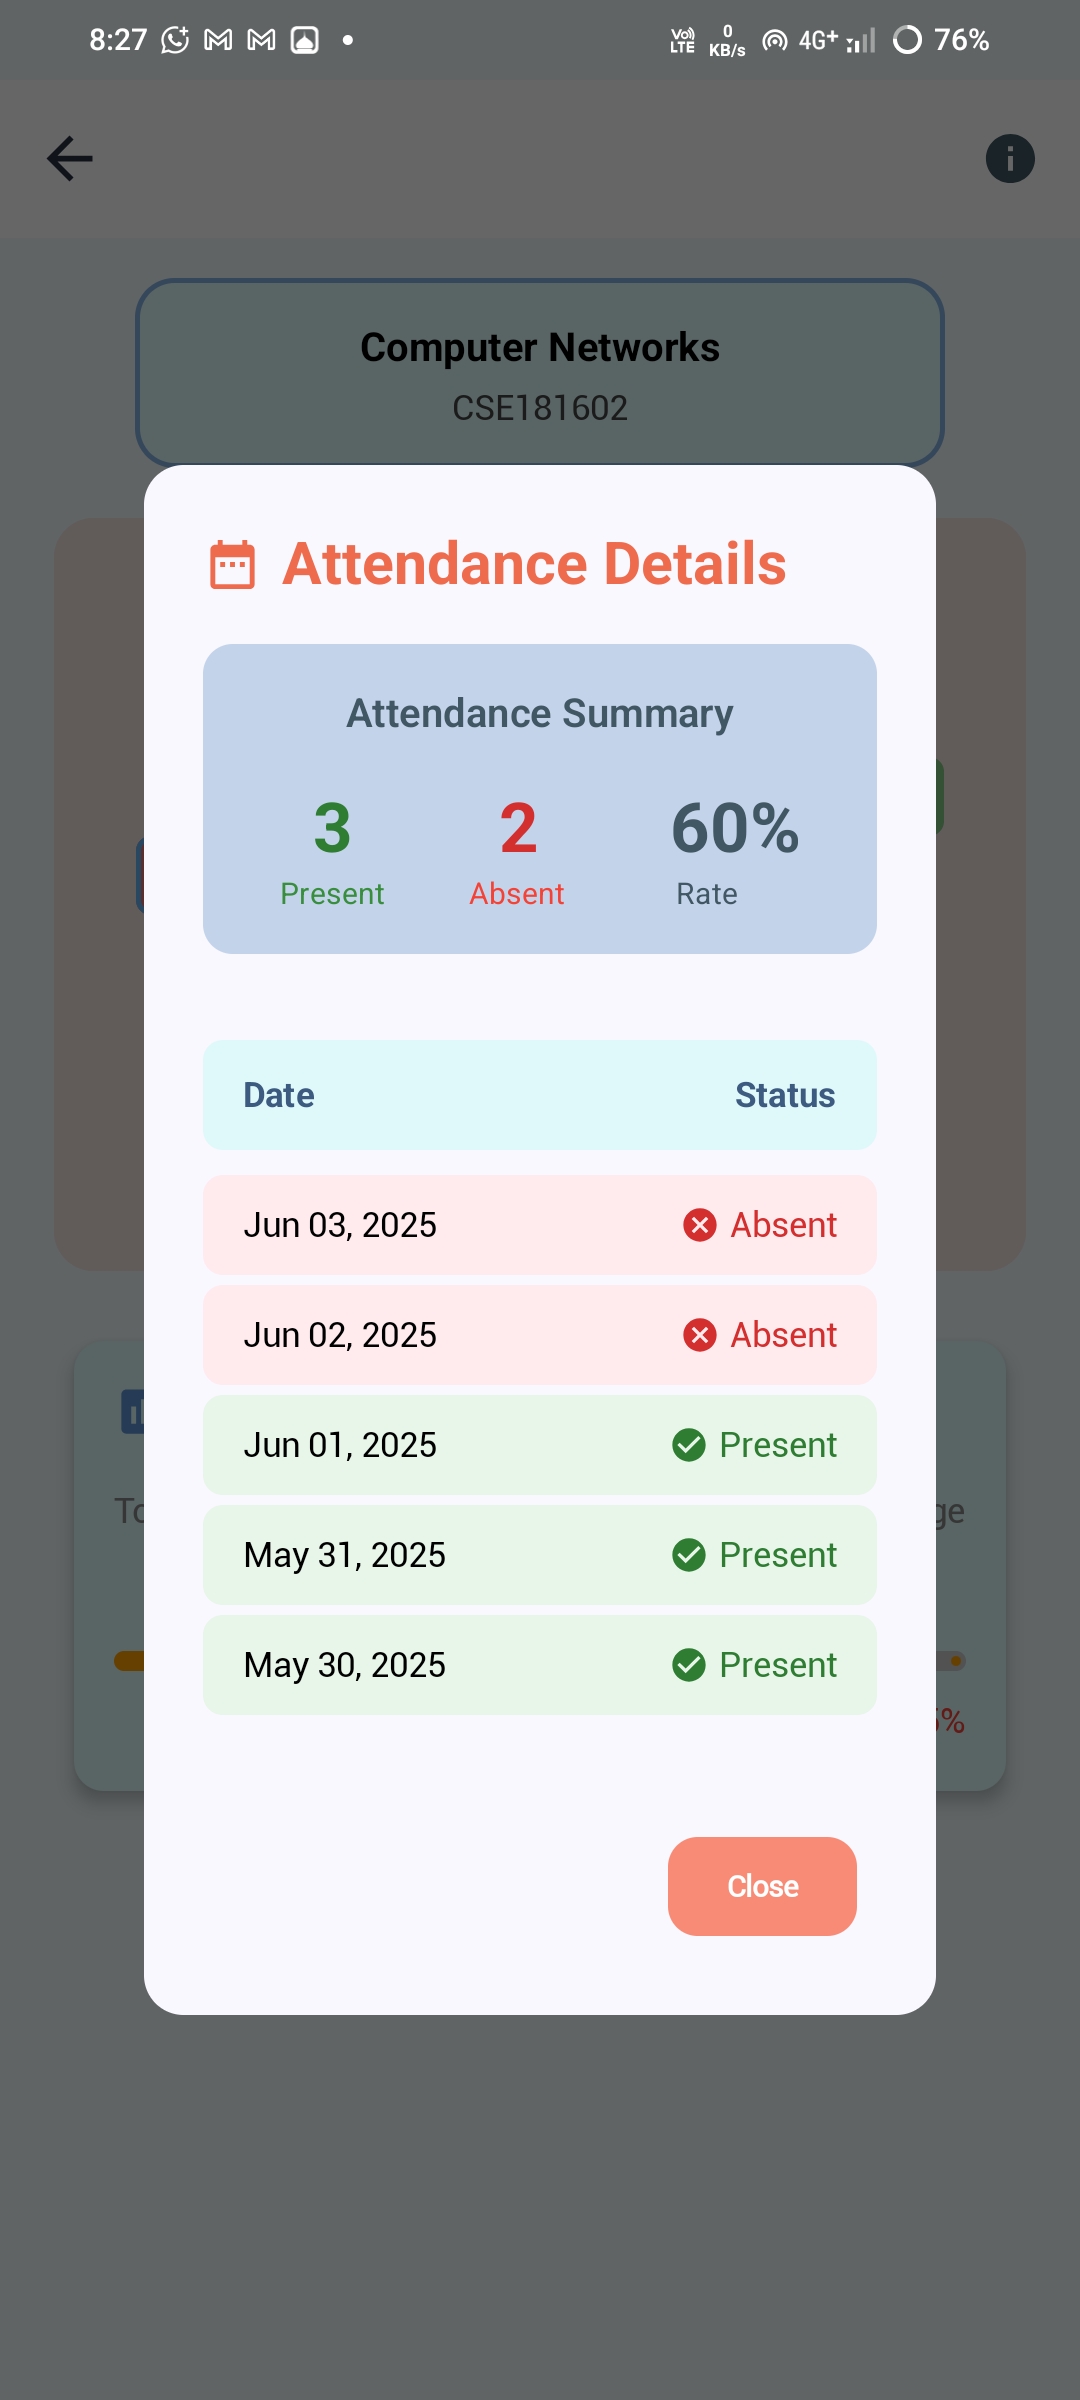 8:27
Vo) LTE 0 KB/s 4G+ 76%
Computer Networks
CSE181602
Attendance Details
Attendance Summary
3 2 60%
Present Absent Rate
Date Status
Jun 03, 2025 Absent
Jun 02, 2025 Absent
Jun 01, 2025 Present
May 31, 2025 Present
May 30, 2025 Present
Close